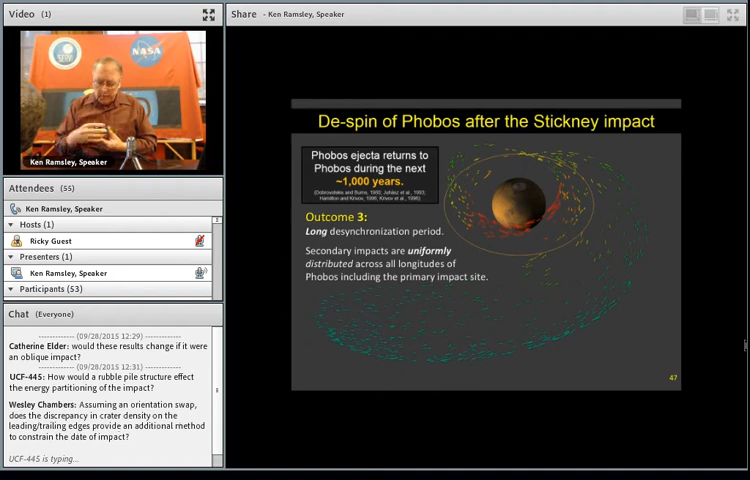 Video (1)
NASA
Ken Ramsley, Speaker
Attendees (55)
Ken Ramsley, Speaker
Hosts (1)
Ricky Guest
Presenters (1)
Ken Ramsley, Speaker
Participants (53)
Chat (Everyone)
------------- (09/28/2015 12:29) -------------
Catherine Elder: would these results change if it were
an oblique impact?
------------- (09/28/2015 12:31) -------------
UCF-445: How would a rubble pile structure effect
the energy partitioning of the impact?
Wesley Chambers: Assuming an orientation swap,
does the discrepancy in crater density on the
leading/trailing edges provide an additional method
to constrain the date of impact?
UCF-445 is typing...
Share - Ken Ramsley, Speaker
De-spin of Phobos after the Stickney impact
Phobos ejecta returns to
Phobos during the next
~1,000 years.
Outcome 3:
Long desynchronization period.
Secondary impacts are uniformly
distributed across all longitudes of
Phobos including the primary impact site.
47